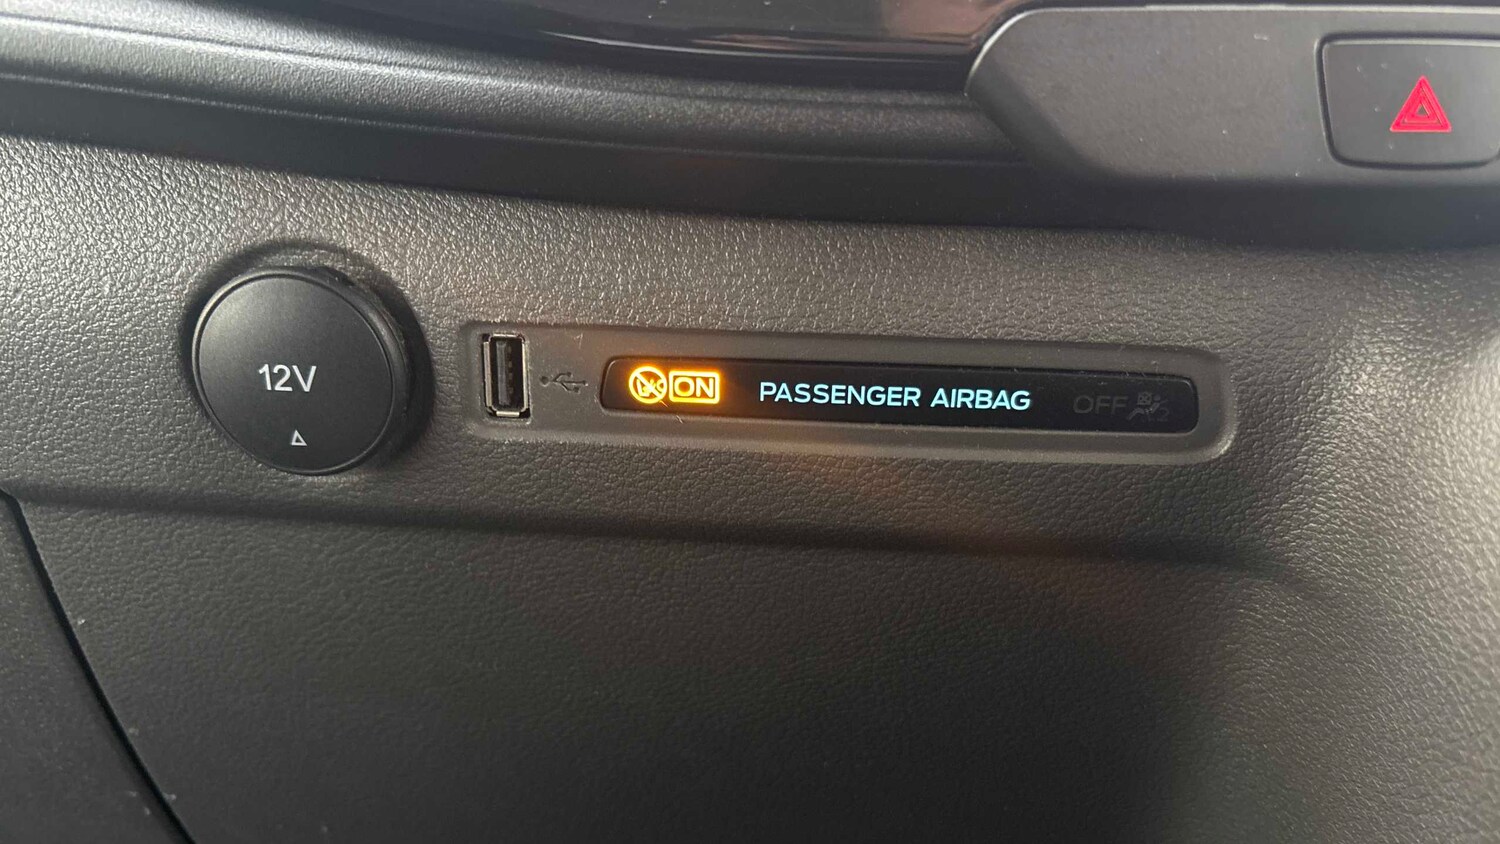 12V
ON PASSENGER AIRBAG OFF